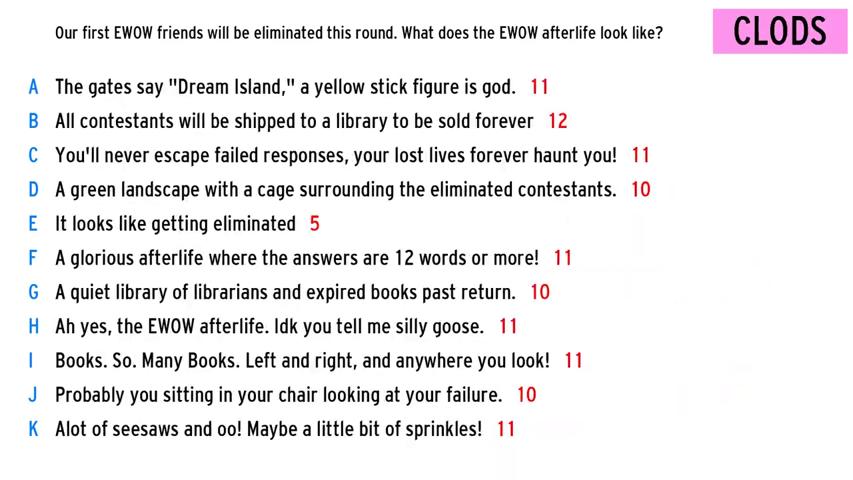 Our first EWOW friends will be eliminated this round. What does the EWOW afterlife look like?
CLODS
A The gates say "Dream Island," a yellow stick figure is god. 11
B All contestants will be shipped to a library to be sold forever 12
C You'll never escape failed responses, your lost lives forever haunt you! 11
D A green landscape with a cage surrounding the eliminated contestants. 10
E It looks like getting eliminated 5
F A glorious afterlife where the answers are 12 words or more! 11
G A quiet library of librarians and expired books past return. 10
H Ah yes, the EWOW afterlife. Idk you tell me silly goose. 11
I Books. So. Many Books. Left and right, and anywhere you look! 11
J Probably you sitting in your chair looking at your failure. 10
K Alot of seesaws and oo! Maybe a little bit of sprinkles! 11